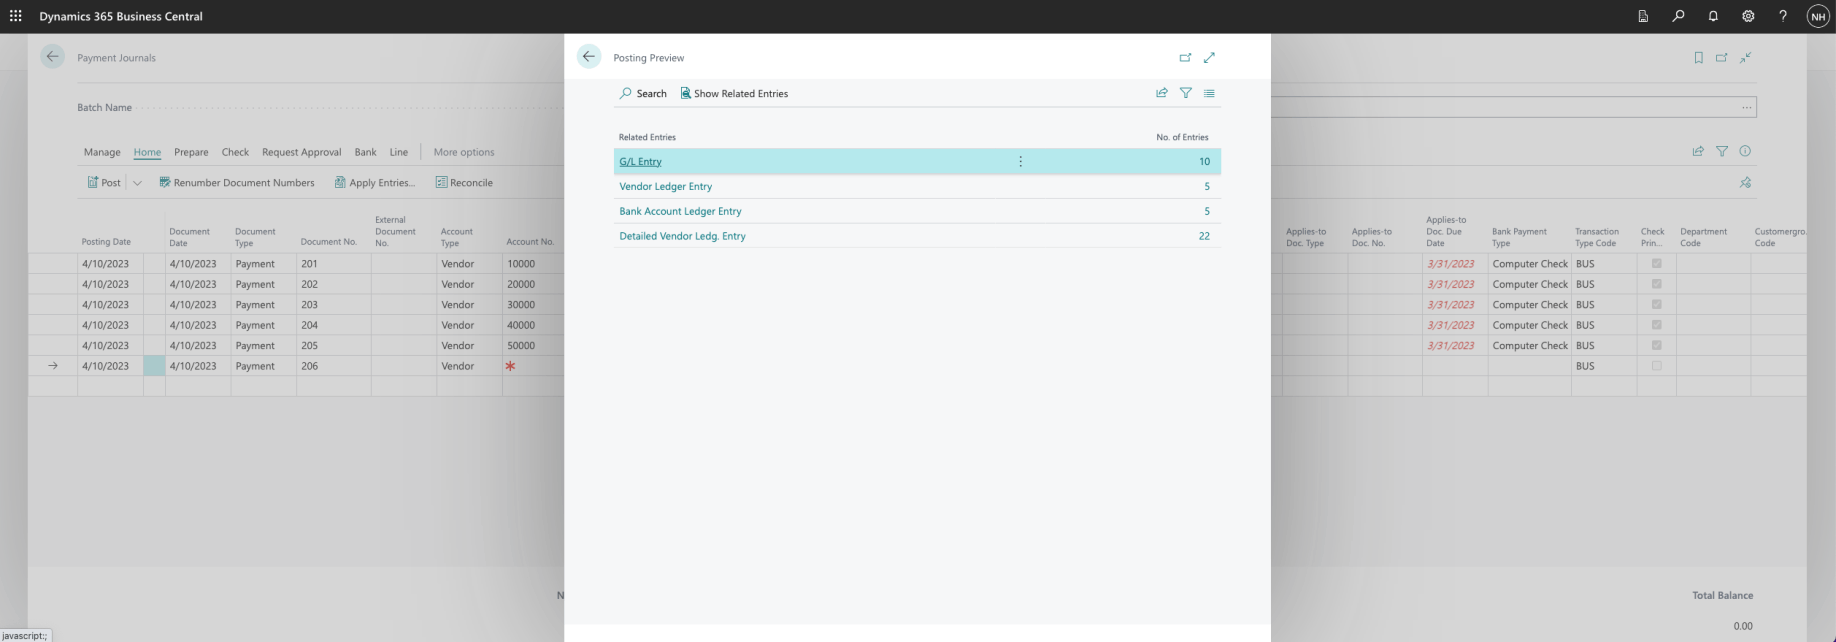 Dynamics 365 Business Central
NH
Payment Journals
Batch Name
Manage Home Prepare Check Request Approval Bank Line More options
Post Renumber Document Numbers Apply Entries... Reconcile
Posting Date Document Date Document Type Document No. External Document No. Account Type Account No.
4/10/2023 4/10/2023 Payment 201 Vendor 10000
4/10/2023 4/10/2023 Payment 202 Vendor 20000
4/10/2023 4/10/2023 Payment 203 Vendor 30000
4/10/2023 4/10/2023 Payment 204 Vendor 40000
4/10/2023 4/10/2023 Payment 205 Vendor 50000
4/10/2023 4/10/2023 Payment 206 Vendor *
N
javascript:;
Posting Preview
Search Show Related Entries
Related Entries No. of Entries
G/L Entry 10
Vendor Ledger Entry 5
Bank Account Ledger Entry 5
Detailed Vendor Ledg. Entry 22
Applies-to Doc. Type Applies-to Doc. No. Applies-to Doc. Due Date Bank Payment Type Transaction Type Code Check Prin... Department Code Customergro. Code
3/31/2023 Computer Check BUS
3/31/2023 Computer Check BUS
3/31/2023 Computer Check BUS
3/31/2023 Computer Check BUS
3/31/2023 Computer Check BUS
BUS
Total Balance
0.00